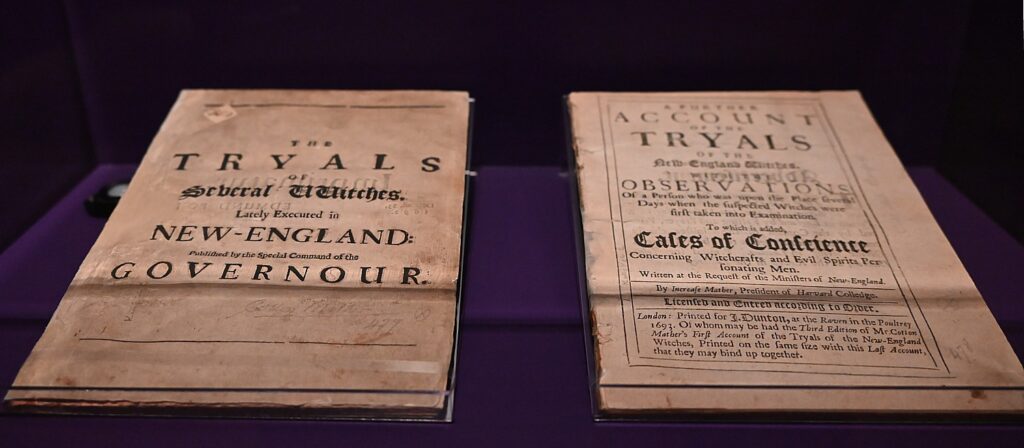 THE
TRYALS
OF
Several Witches.
Lately Executed in
NEW-ENGLAND:
Published by the Special Command of the
GOVERNOUR.
A FURTHER
ACCOUNT
OF THE
TRYALS
OF THE
New-England Witches.
WITH THE
OBSERVATIONS
Of a Person who was upon the Place several
Days when the suspected Witches were
first taken into Examination.
To which is added,
Cases of Conscience
Concerning Witchcrafts and Evil Spirits Per-
sonating Men.
Written at the Request of the Ministers of New-England.
By Increase Mather, President of Harvard Colledge.
Licensed and Entred according to Order.
London: Printed for J. Dunton, at the Raven in the Poultrey
1693. Of whom may be had the Third Edition of Mr. Cotton
Mather's First Account of the Tryals of the New-England
Witches, Printed on the same size with this Last Account,
that they may bind up together.